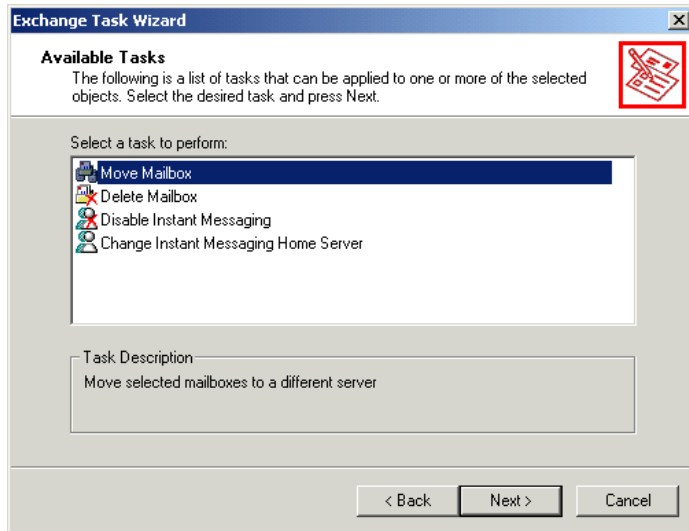 Exchange Task Wizard
Available Tasks
The following is a list of tasks that can be applied to one or more of the selected
objects. Select the desired task and press Next.
Select a task to perform:
Move Mailbox
Delete Mailbox
Disable Instant Messaging
Change Instant Messaging Home Server
Task Description
Move selected mailboxes to a different server
< Back Next > Cancel